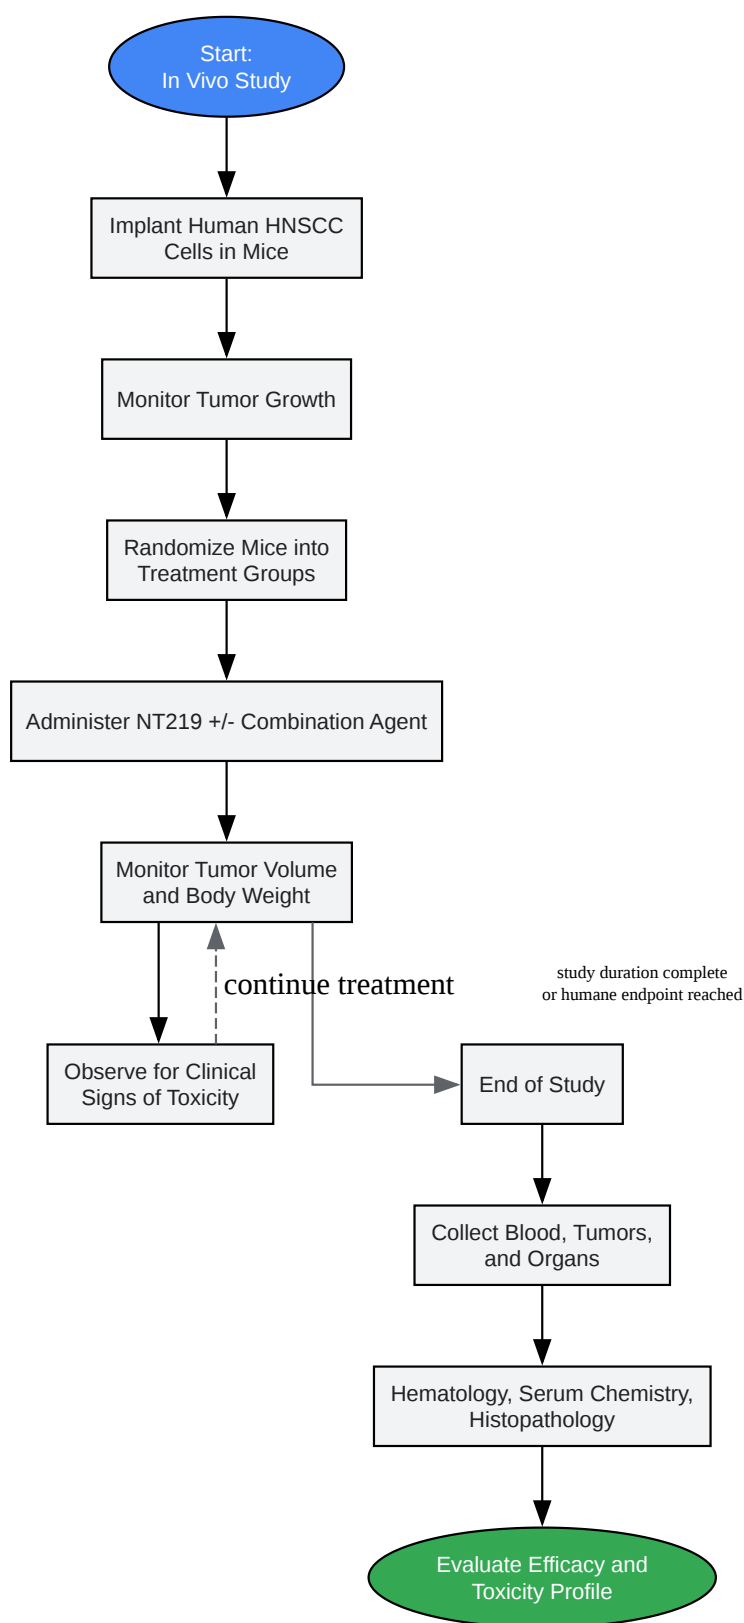 Start:
In Vivo Study
Implant Human HNSCC
Cells in Mice
Monitor Tumor Growth
Randomize Mice into
Treatment Groups
Administer NT219 +/- Combination Agent
Monitor Tumor Volume
and Body Weight
continue treatment
study duration complete
or humane endpoint reached
Observe for Clinical
Signs of Toxicity
End of Study
Collect Blood, Tumors,
and Organs
Hematology, Serum Chemistry,
Histopathology
Evaluate Efficacy and
Toxicity Profile